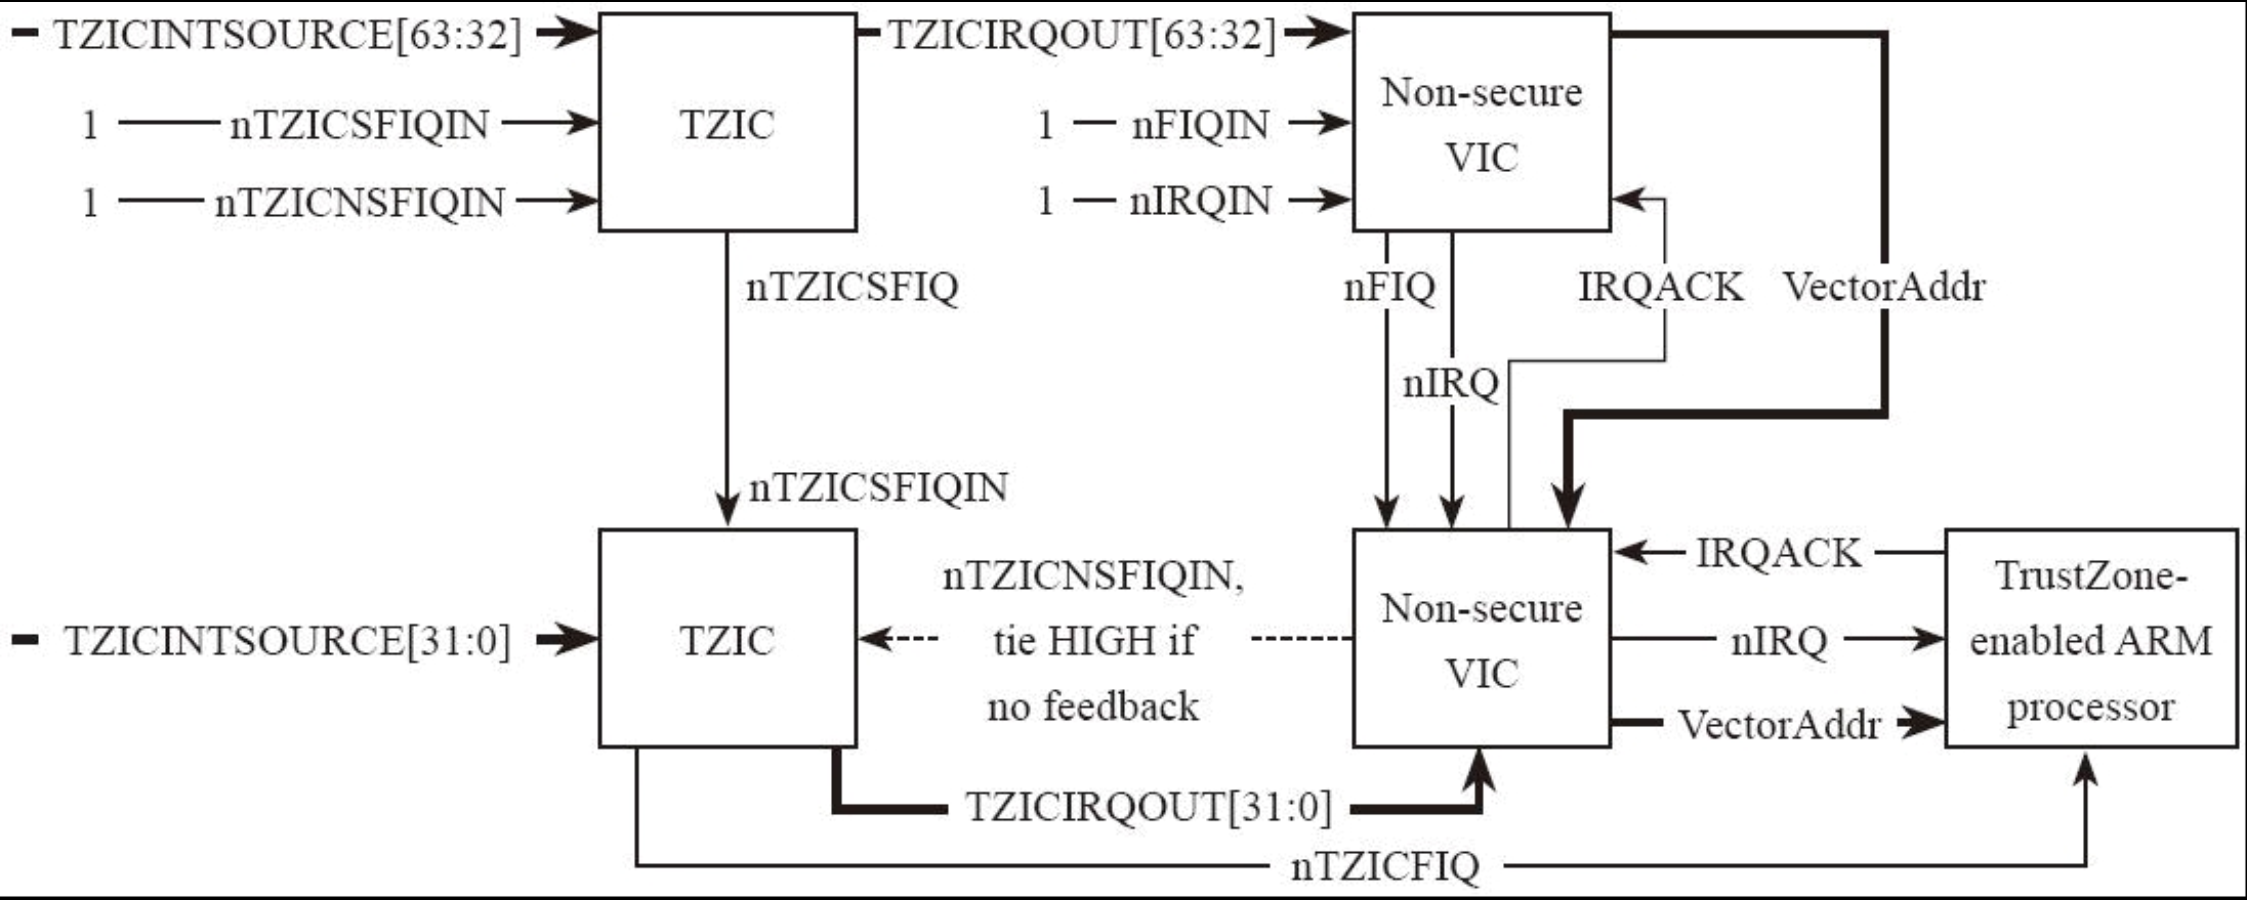 TZICINTSOURCE[63:32]
TZICIRQOUT[63:32]
1
nTZICSFIQIN
TZIC
1
nFIQIN
Non-secure
VIC
1
nTZICNSFIQIN
1
nIRQIN
nTZICSFIQ
nFIQ
IRQACK
VectorAddr
nIRQ
nTZICSFIQIN
TZICINTSOURCE[31:0]
TZIC
nTZICNSFIQIN,
tie HIGH if
no feedback
Non-secure
VIC
IRQACK
nIRQ
VectorAddr
TrustZone-
enabled ARM
processor
TZICIRQOUT[31:0]
nTZICFIQ